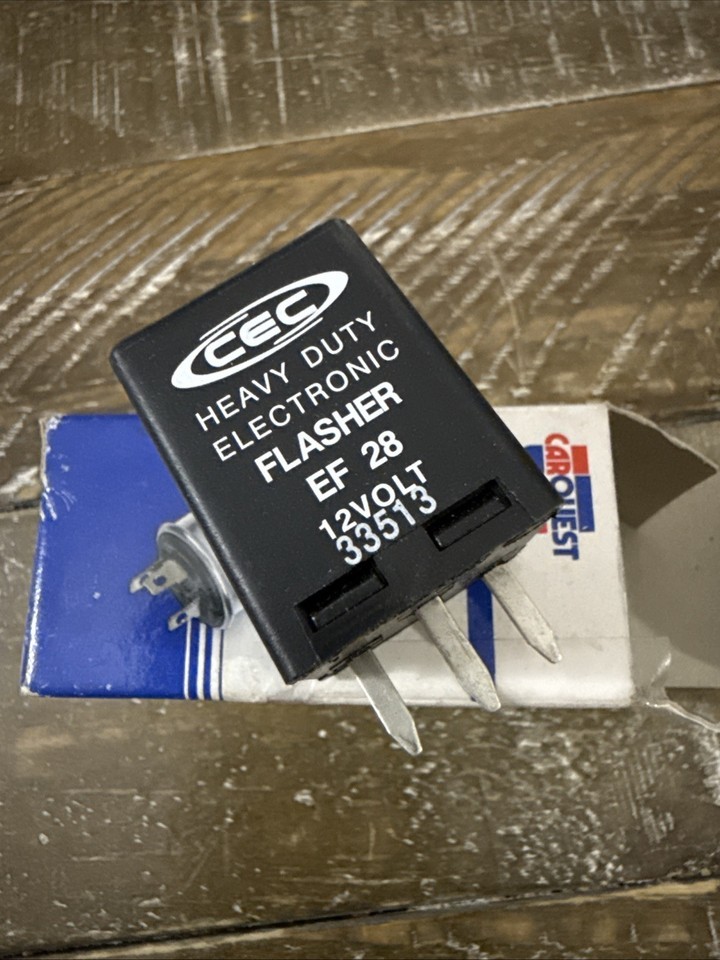 CEC
HEAVY DUTY
ELECTRONIC
FLASHER
EF 28
12VOLT
33513
CARQUEST